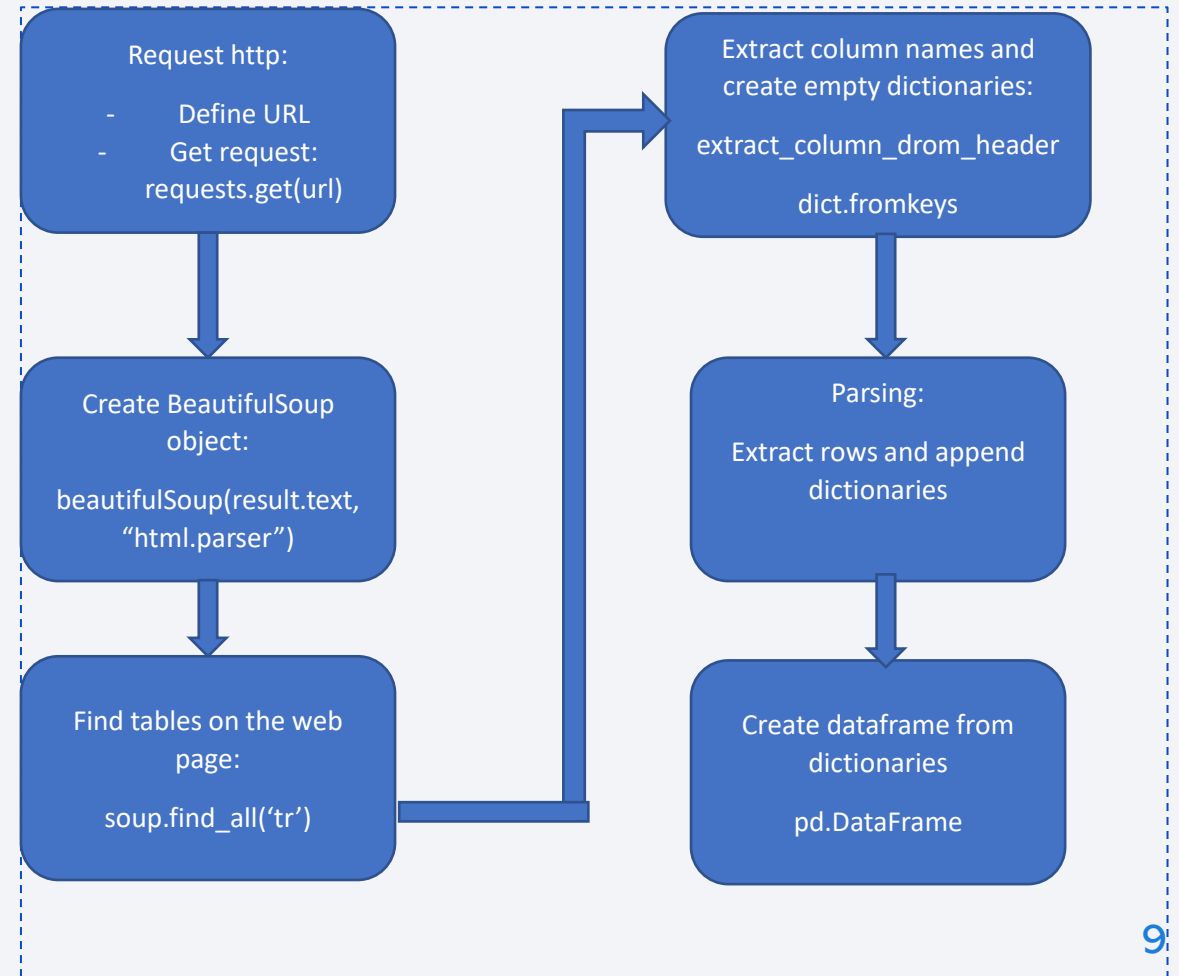 Request http:
- Define URL
- Get request:
requests.get(url)
Create BeautifulSoup
object:
beautifulSoup(result.text,
“html.parser”)
Find tables on the web
page:
soup.find_all(‘tr’)
Extract column names and
create empty dictionaries:
extract_column_drom_header
dict.fromkeys
Parsing:
Extract rows and append
dictionaries
Create dataframe from
dictionaries
pd.DataFrame
9